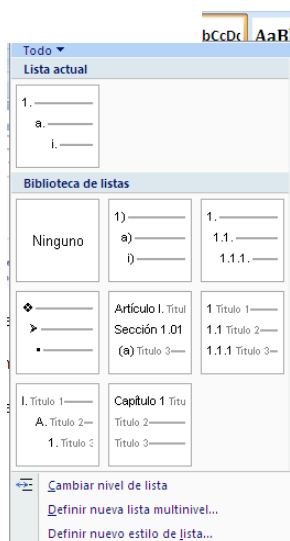 bCcDc AaB
Todo
Lista actual
1.
a.
i.
Biblioteca de listas
Ninguno
1)
a)
i)
1.
1.1.
1.1.1.
Artículo I. Títul
Sección 1.01
(a) Título 3
1 Título 1
1.1 Título 2
1.1.1 Título 3
I. Título 1
A. Título 2
1. Título 3
Capítulo 1 Títu
Título 2
Título 3
Cambiar nivel de lista
Definir nueva lista multinivel...
Definir nuevo estilo de lista...